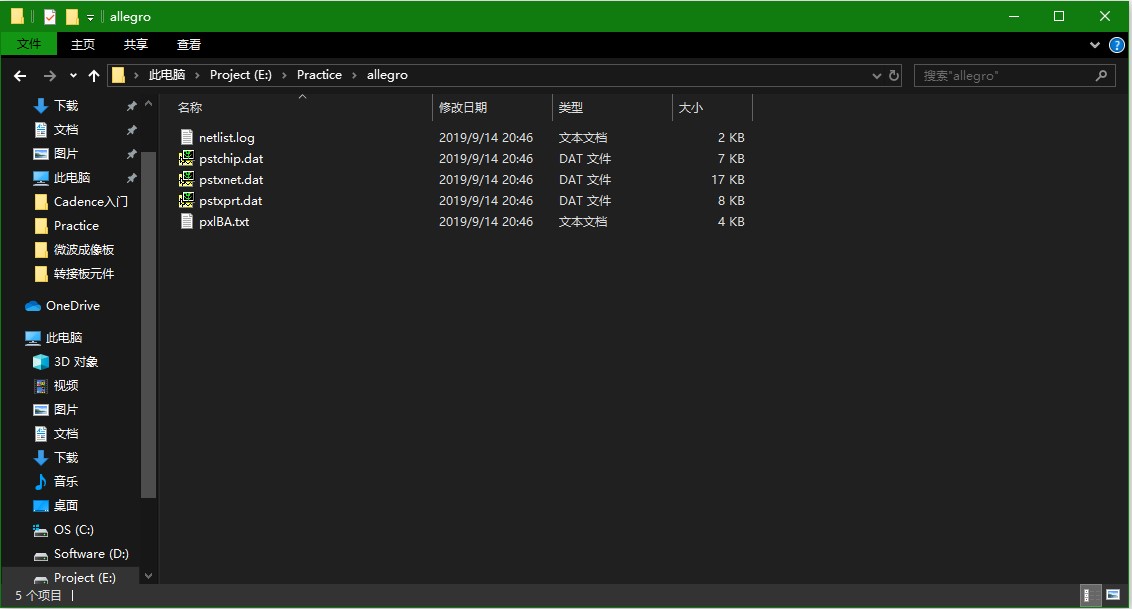 allegro
文件 主页 共享 查看
此电脑 Project (E:) Practice allegro 搜索"allegro"
下载
文档
图片
此电脑
Cadence入门
Practice
微波成像板
转接板元件
OneDrive
此电脑
3D 对象
视频
图片
文档
下载
音乐
桌面
OS (C:)
Software (D:)
Project (E:)
名称 修改日期 类型 大小
netlist.log 2019/9/14 20:46 文本文档 2 KB
pstchip.dat 2019/9/14 20:46 DAT 文件 7 KB
pstxnet.dat 2019/9/14 20:46 DAT 文件 17 KB
pstxprt.dat 2019/9/14 20:46 DAT 文件 8 KB
pxlBA.txt 2019/9/14 20:46 文本文档 4 KB
5 个项目